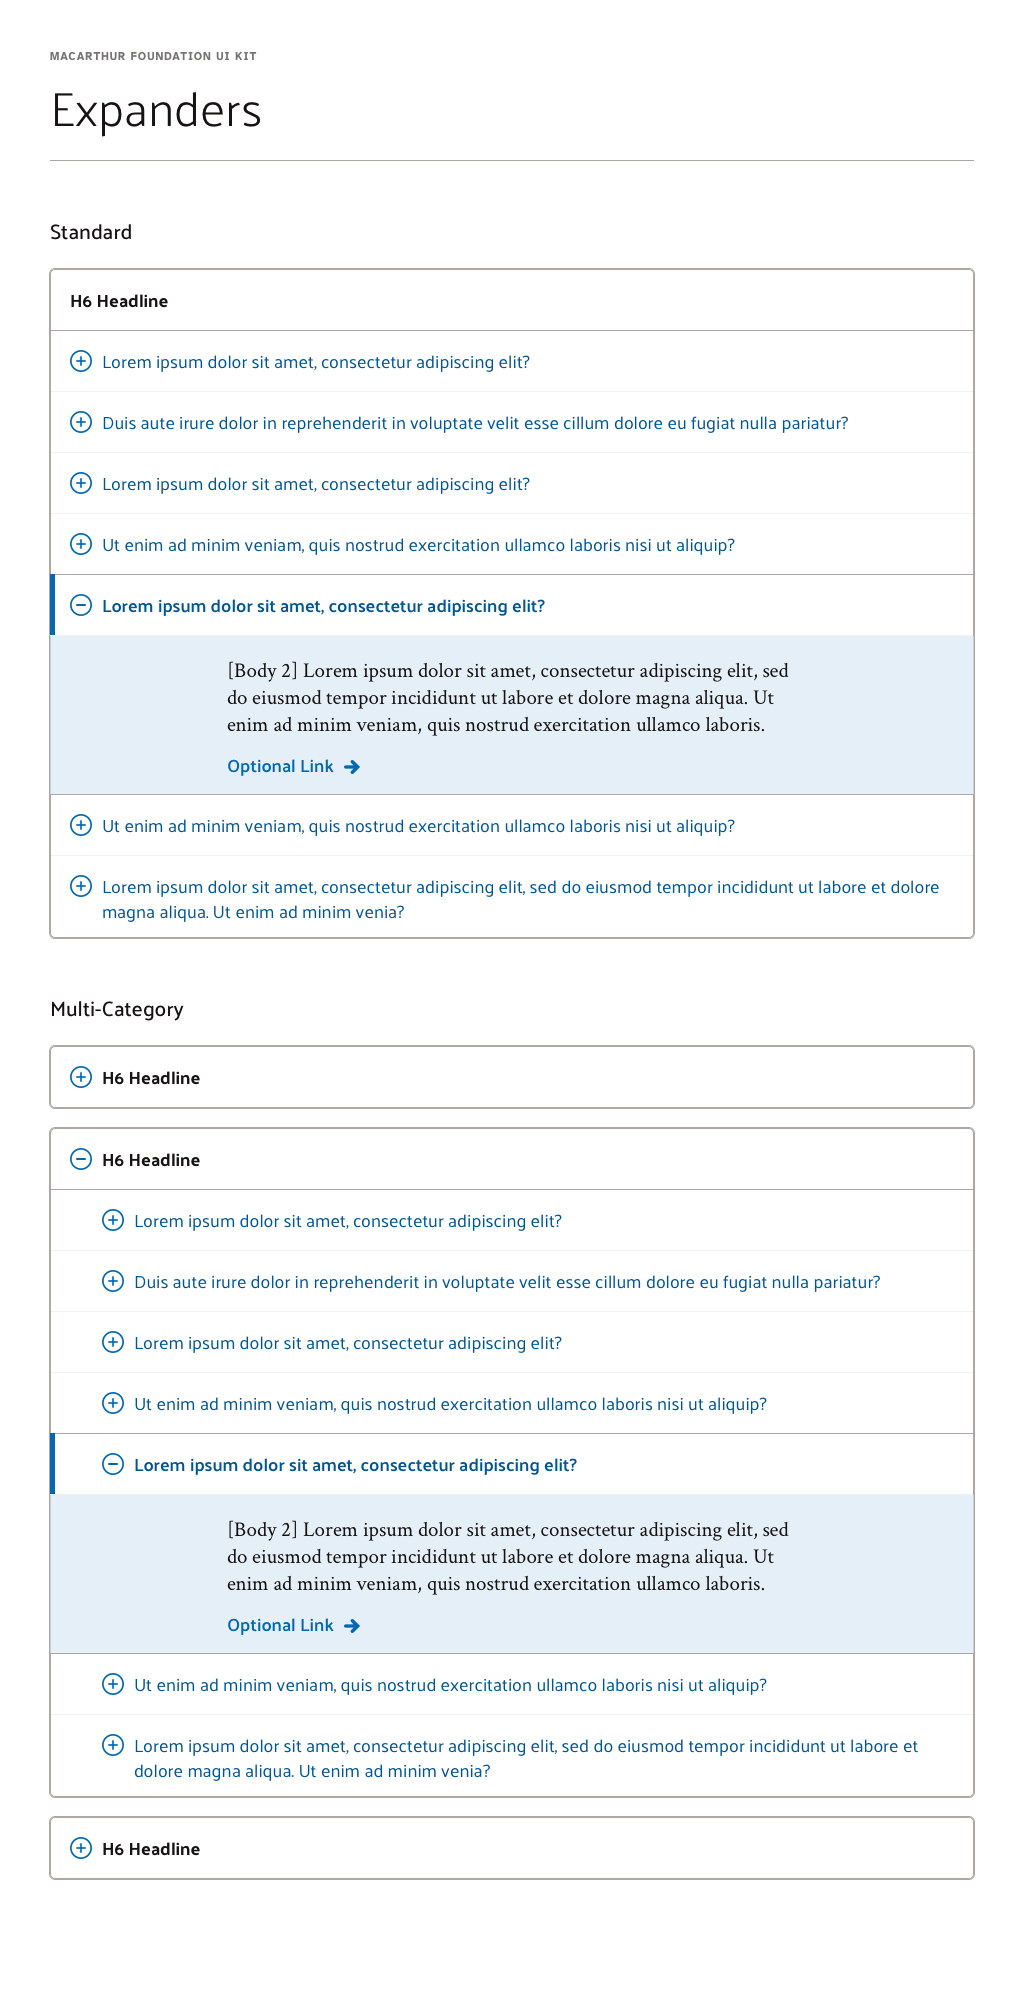 MACARTHUR FOUNDATION UI KIT
Expanders
Standard
H6 Headline
Lorem ipsum dolor sit amet, consectetur adipiscing elit?
Duis aute irure dolor in reprehenderit in voluptate velit esse cillum dolore eu fugiat nulla pariatur?
Lorem ipsum dolor sit amet, consectetur adipiscing elit?
Ut enim ad minim veniam, quis nostrud exercitation ullamco laboris nisi ut aliquip?
Lorem ipsum dolor sit amet, consectetur adipiscing elit?
[Body 2] Lorem ipsum dolor sit amet, consectetur adipiscing elit, sed
do eiusmod tempor incididunt ut labore et dolore magna aliqua. Ut
enim ad minim veniam, quis nostrud exercitation ullamco laboris.
Optional Link
Ut enim ad minim veniam, quis nostrud exercitation ullamco laboris nisi ut aliquip?
Lorem ipsum dolor sit amet, consectetur adipiscing elit, sed do eiusmod tempor incididunt ut labore et dolore
magna aliqua. Ut enim ad minim venia?
Multi-Category
H6 Headline
H6 Headline
Lorem ipsum dolor sit amet, consectetur adipiscing elit?
Duis aute irure dolor in reprehenderit in voluptate velit esse cillum dolore eu fugiat nulla pariatur?
Lorem ipsum dolor sit amet, consectetur adipiscing elit?
Ut enim ad minim veniam, quis nostrud exercitation ullamco laboris nisi ut aliquip?
Lorem ipsum dolor sit amet, consectetur adipiscing elit?
[Body 2] Lorem ipsum dolor sit amet, consectetur adipiscing elit, sed
do eiusmod tempor incididunt ut labore et dolore magna aliqua. Ut
enim ad minim veniam, quis nostrud exercitation ullamco laboris.
Optional Link
Ut enim ad minim veniam, quis nostrud exercitation ullamco laboris nisi ut aliquip?
Lorem ipsum dolor sit amet, consectetur adipiscing elit, sed do eiusmod tempor incididunt ut labore et
dolore magna aliqua. Ut enim ad minim venia?
H6 Headline